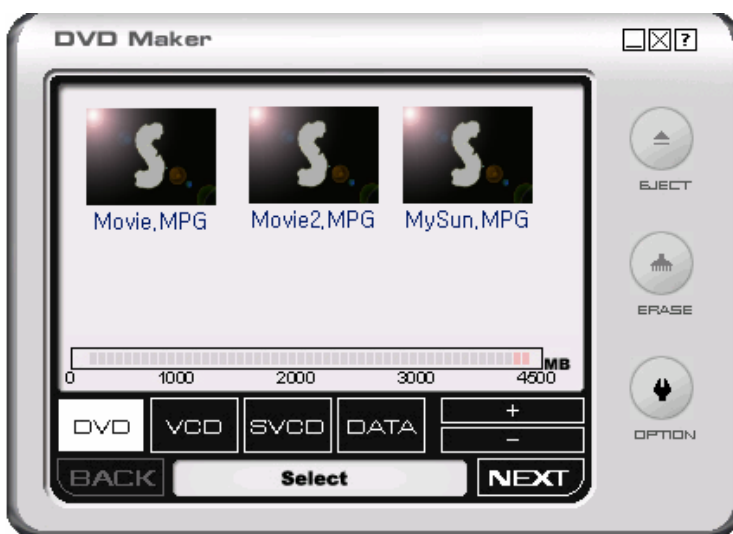 DVD Maker
?
Movie,MPG Movie2,MPG MySun,MPG
EJECT
ERASE
0 1000 2000 3000 4500 MB
DVD VCD SVCD DATA + -
OPTION
BACK Select NEXT